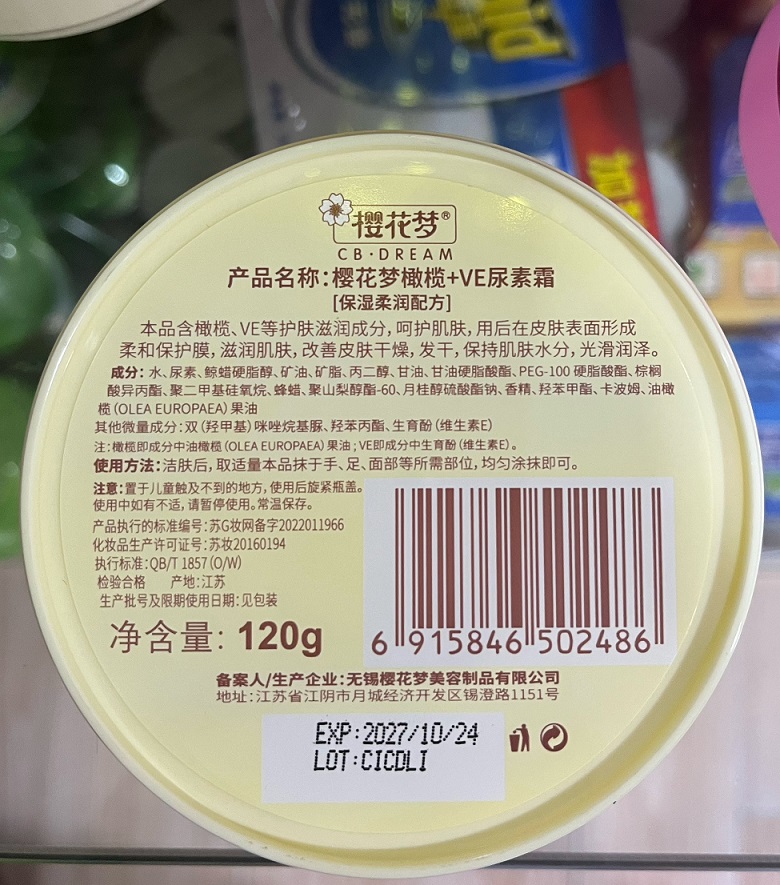 樱花梦®
CB·DREAM
产品名称：樱花梦橄榄+VE尿素霜
[保湿柔润配方]
本品含橄榄、VE等护肤滋润成分，呵护肌肤，用后在皮肤表面形成
柔和保护膜，滋润肌肤，改善皮肤干燥，发干，保持肌肤水分，光滑润泽。
成分：水、尿素、鲸蜡硬脂醇、矿油、矿脂、丙二醇、甘油、甘油硬脂酸酯、PEG-100 硬脂酸酯、棕榈
酸异丙酯、聚二甲基硅氧烷、蜂蜡、聚山梨醇酯-60、月桂醇硫酸酯钠、香精、羟苯甲酯、卡波姆、油橄
榄（OLEA EUROPAEA）果油
其他微量成分：双（羟甲基）咪唑烷基脲、羟苯丙酯、生育酚（维生素E）
注：橄榄即成分中油橄榄（OLEA EUROPAEA）果油；VE即成分中生育酚（维生素E）。
使用方法：洁肤后，取适量本品抹于手、足、面部等所需部位，均匀涂抹即可。
注意：置于儿童触及不到的地方，使用后旋紧瓶盖。
使用中如有不适，请暂停使用。常温保存。
产品执行的标准编号：苏G妆网备字2022011966
化妆品生产许可证号：苏妆20160194
执行标准：QB/T 1857（O/W）
检验合格 产地：江苏
生产批号及限期使用日期：见包装
净含量：120g
6 915846 502486
备案人/生产企业：无锡樱花梦美容制品有限公司
地址：江苏省江阴市月城经济开发区锡澄路1151号
EXP:2027/10/24
LOT:CICDLI